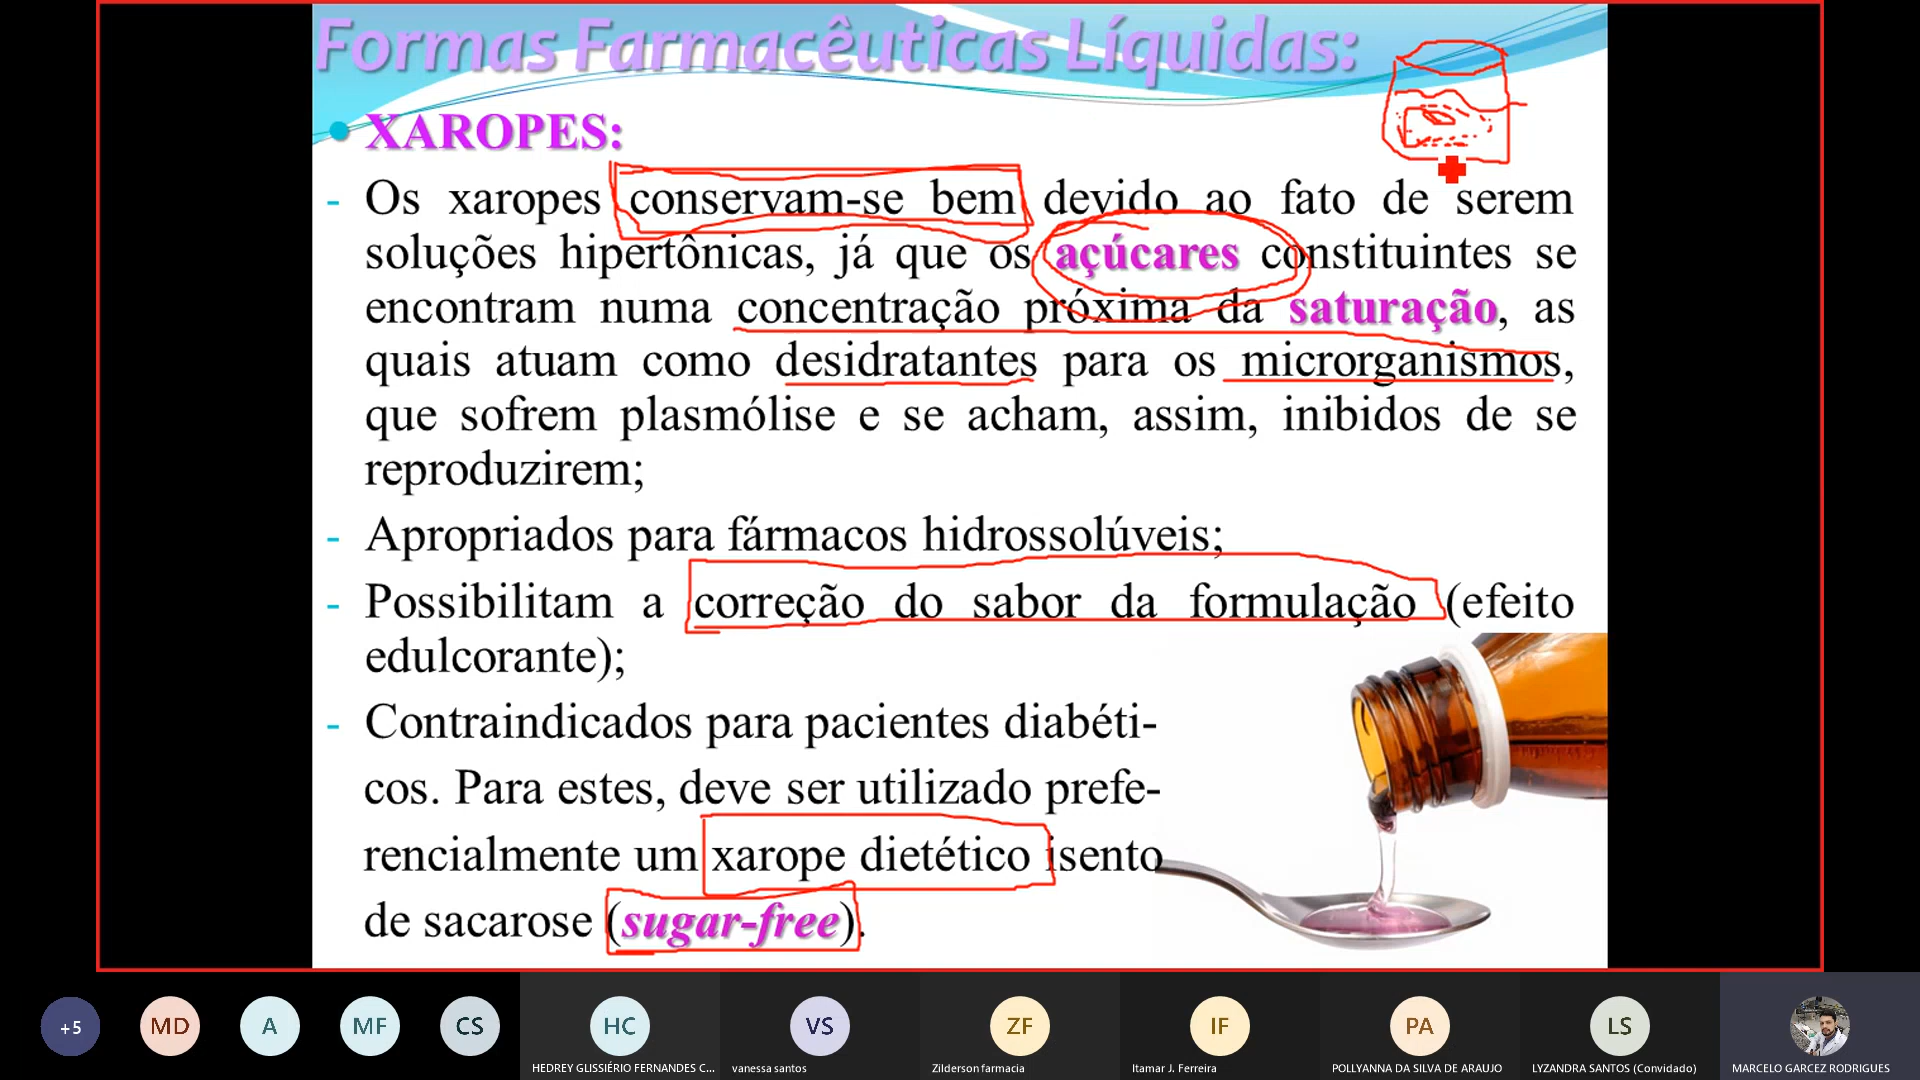 Formas Farmacêuticas Líquidas:
• XAROPES:
- Os xaropes conservam-se bem devido ao fato de serem
soluções hipertônicas, já que os açúcares constituintes se
encontram numa concentração próxima da saturação, as
quais atuam como desidratantes para os microrganismos,
que sofrem plasmólise e se acham, assim, inibidos de se
reproduzirem;
- Apropriados para fármacos hidrossolúveis;
- Possibilitam a correção do sabor da formulação (efeito
edulcorante);
- Contraindicados para pacientes diabéti-
cos. Para estes, deve ser utilizado prefe-
rencialmente um xarope dietético isento
de sacarose (sugar-free).
+5 MD A MF CS HC VS ZF IF PA LS
HEDREY GLISSIÉRIO FERNANDES C... vanessa santos Zilderson farmacia Itamar J. Ferreira POLLYANNA DA SILVA DE ARAUJO LYZANDRA SANTOS (Convidado) MARCELO GARCEZ RODRIGUES